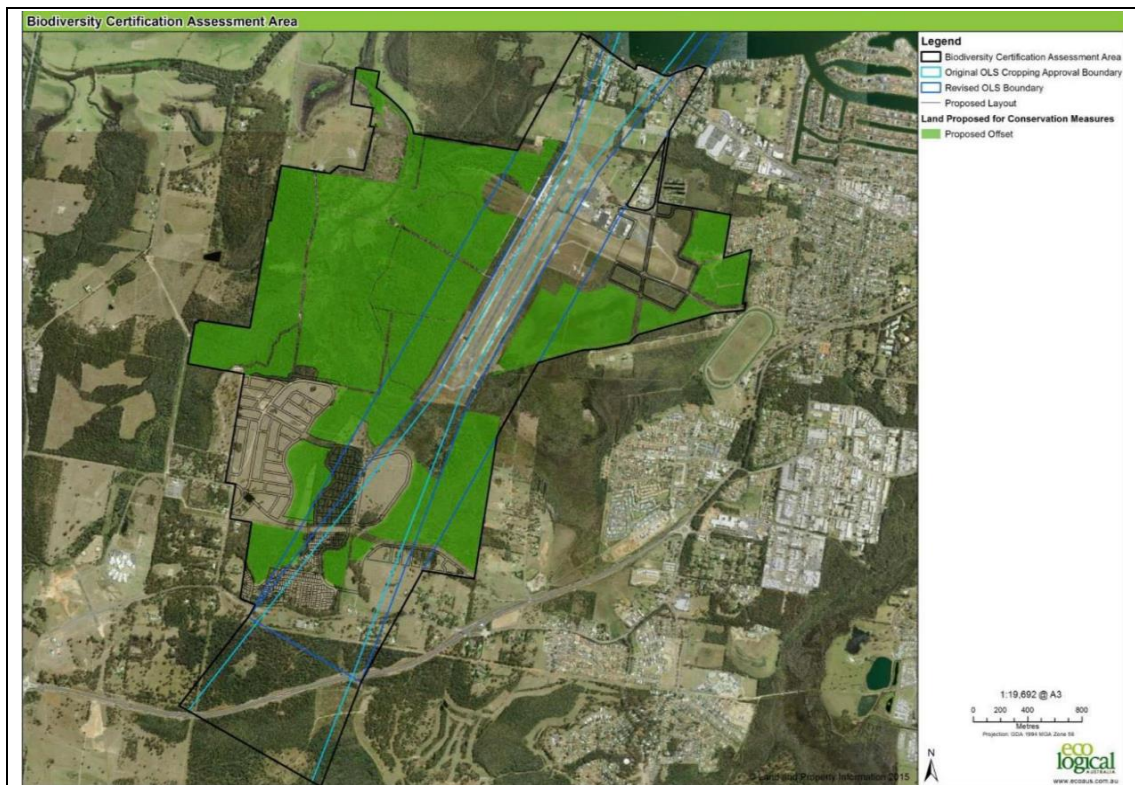 Biodiversity Certification Assessment Area
Legend
Biodiversity Certification Assessment Area
Original OLS Cropping Approval Boundary
Revised OLS Boundary
Proposed Layout
Land Proposed for Conservation Measures
Proposed Offset
1:19,692 @ A3
0 200 400 800
Metres
Projection: GDA 1994 MGA Zone 56
N
eco
logical
AUSTRALIA
www.ecoaus.com.au
© Land and Property Information 2015